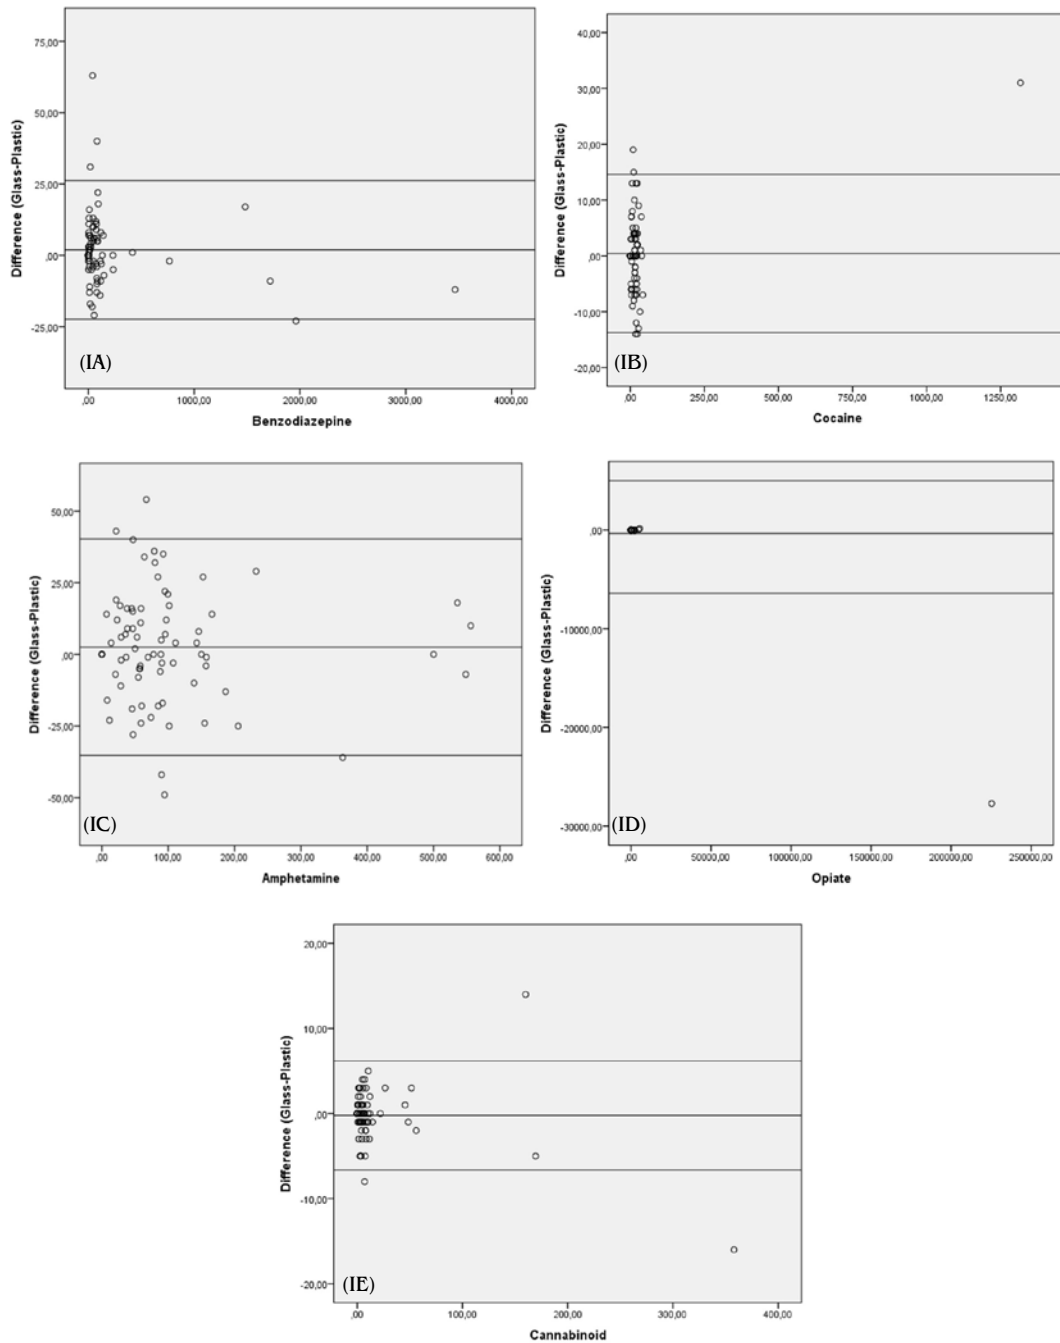 75,00
50,00
25,00
,00
-25,00
Difference (Glass-Plastic)
(IA)
,00 1000,00 2000,00 3000,00 4000,00
Benzodiazepine
40,00
30,00
20,00
10,00
,00
-10,00
-20,00
Difference (Glass-Plastic)
(IB)
,00 250,00 500,00 750,00 1000,00 1250,00
Cocaine
50,00
25,00
,00
-25,00
-50,00
Difference (Glass-Plastic)
(IC)
,00 100,00 200,00 300,00 400,00 500,00 600,00
Amphetamine
,00
-10000,00
-20000,00
-30000,00
Difference (Glass-Plastic)
(ID)
,00 50000,00 100000,00 150000,00 200000,00 250000,00
Opiate
20,00
10,00
,00
-10,00
-20,00
Difference (Glass-Plastic)
(IE)
,00 100,00 200,00 300,00 400,00
Cannabinoid